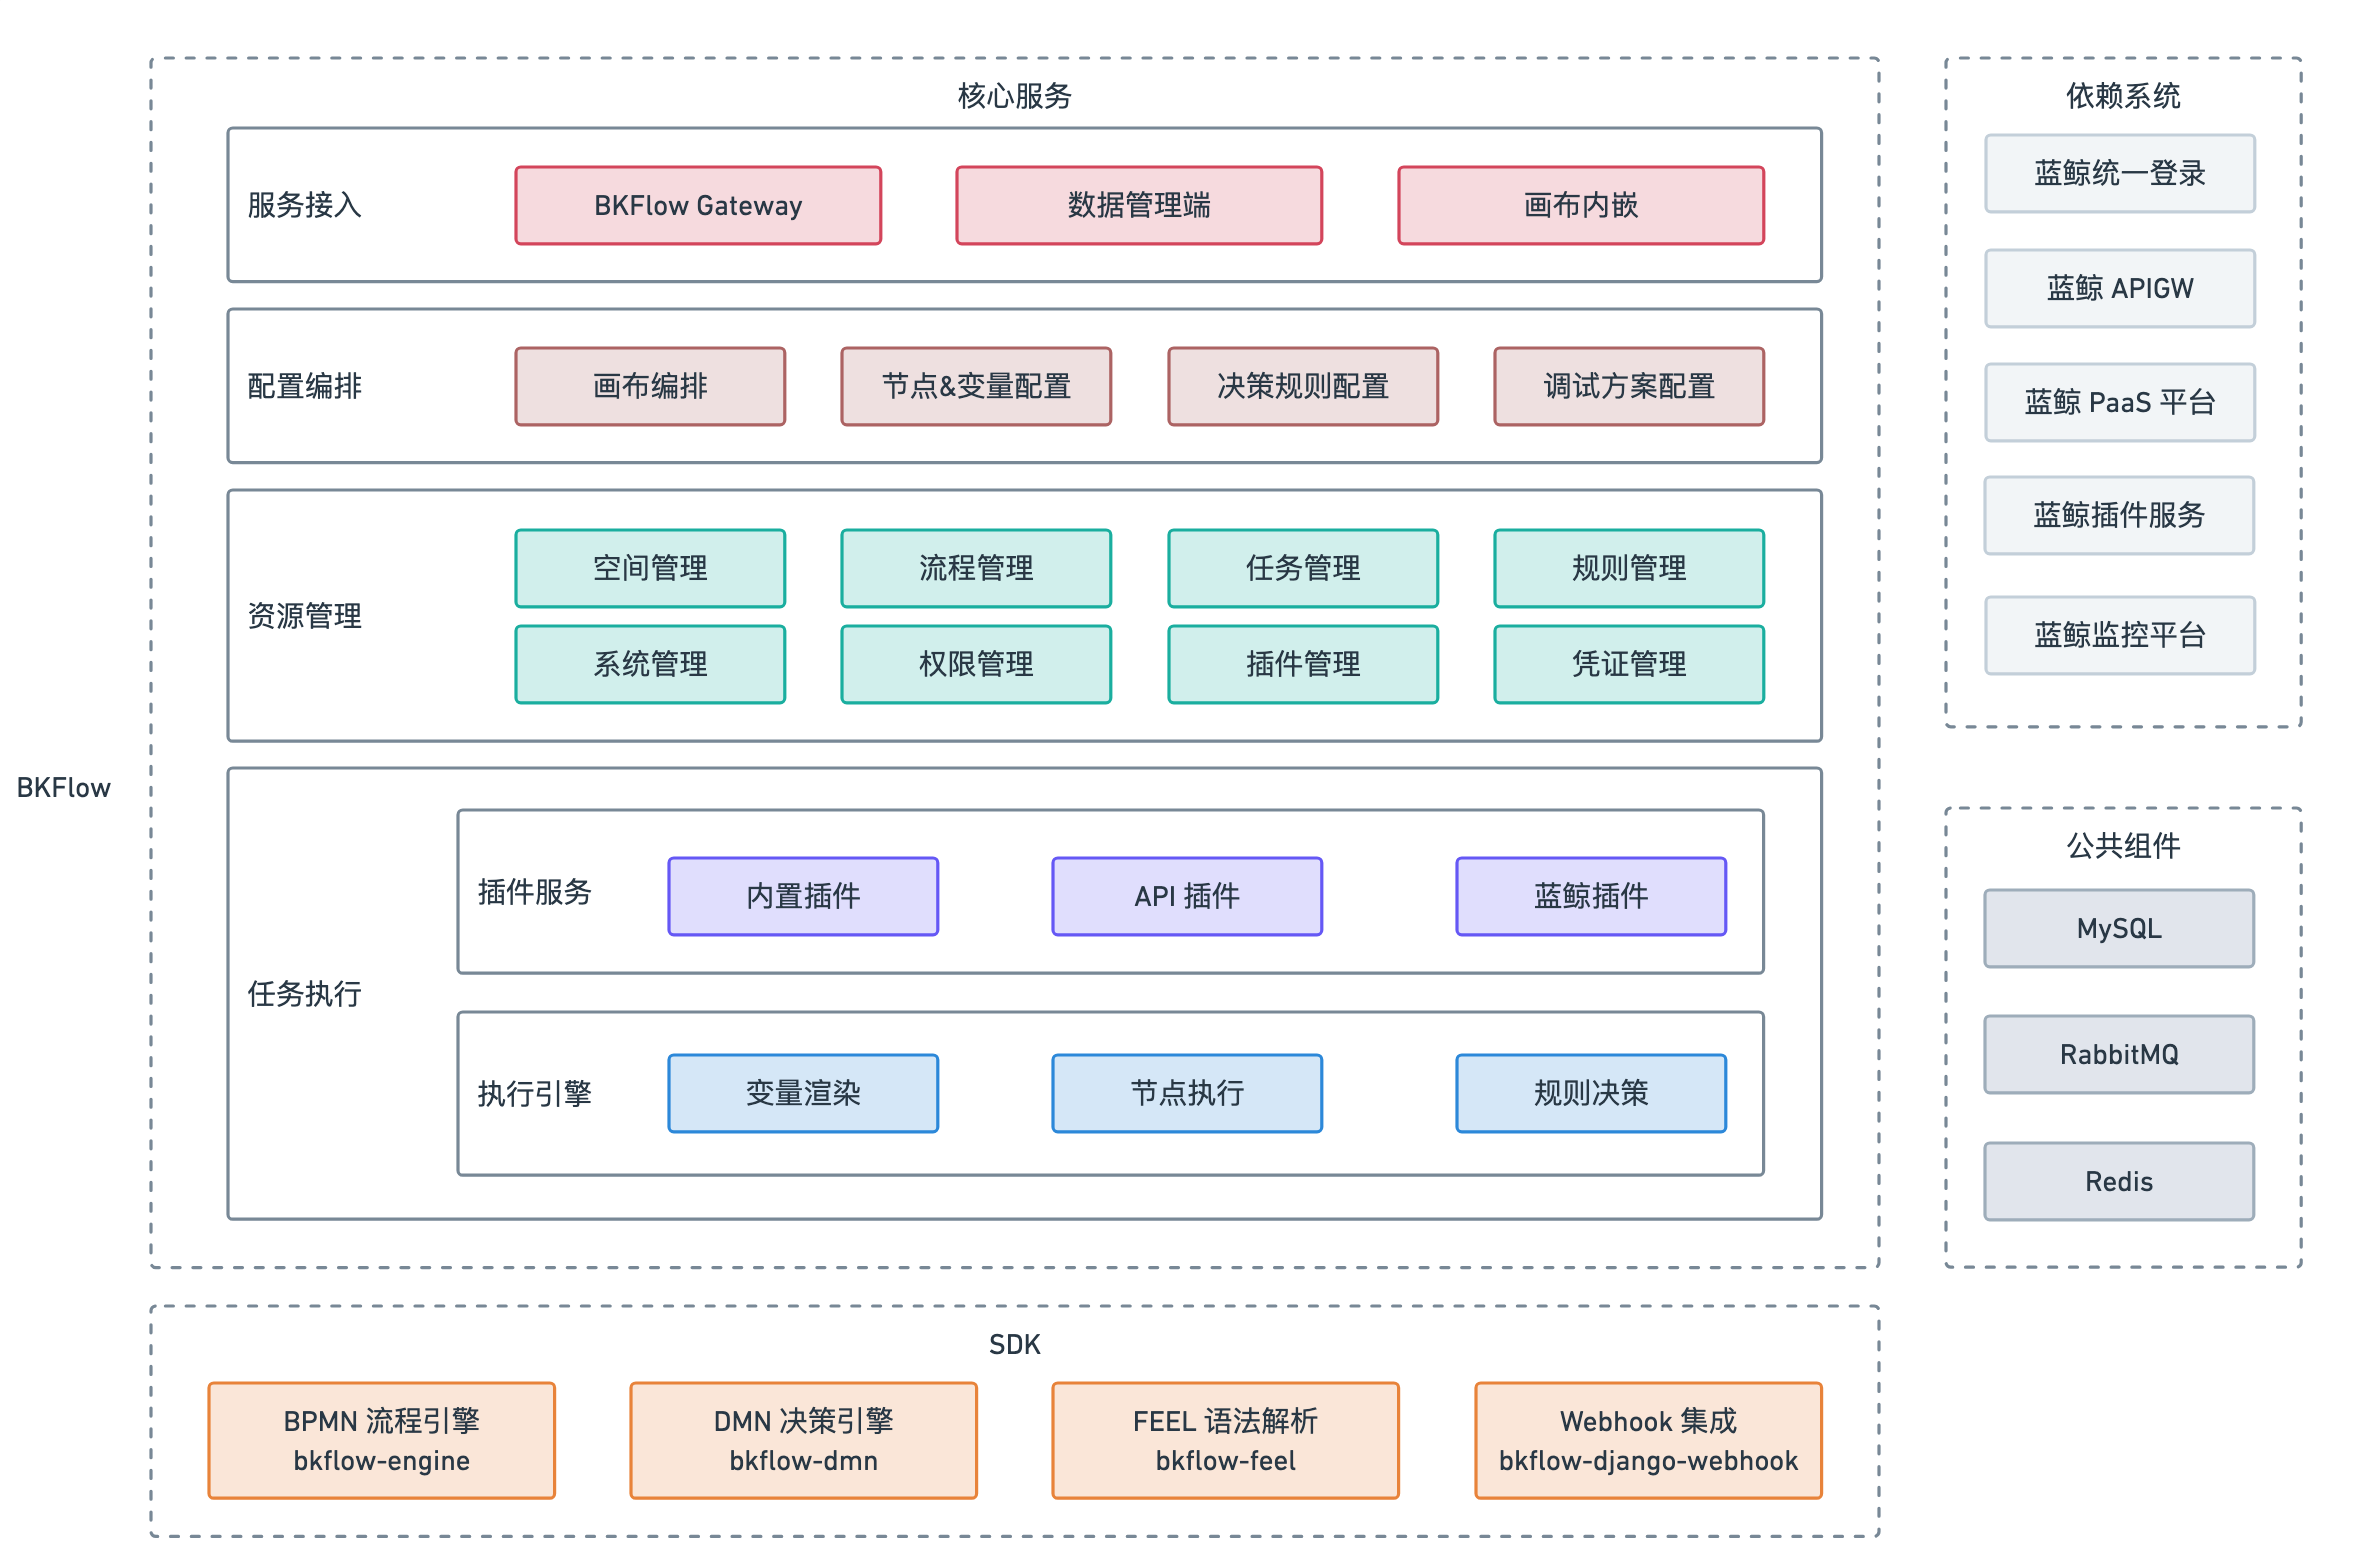 BKFlow
核心服务
服务接入
BKFlow Gateway
数据管理端
画布内嵌
配置编排
画布编排
节点&变量配置
决策规则配置
调试方案配置
资源管理
空间管理
流程管理
任务管理
规则管理
系统管理
权限管理
插件管理
凭证管理
任务执行
插件服务
内置插件
API 插件
蓝鲸插件
执行引擎
变量渲染
节点执行
规则决策
SDK
BPMN 流程引擎
bkflow-engine
DMN 决策引擎
bkflow-dmn
FEEL 语法解析
bkflow-feel
Webhook 集成
bkflow-django-webhook
依赖系统
蓝鲸统一登录
蓝鲸 APIGW
蓝鲸 PaaS 平台
蓝鲸插件服务
蓝鲸监控平台
公共组件
MySQL
RabbitMQ
Redis